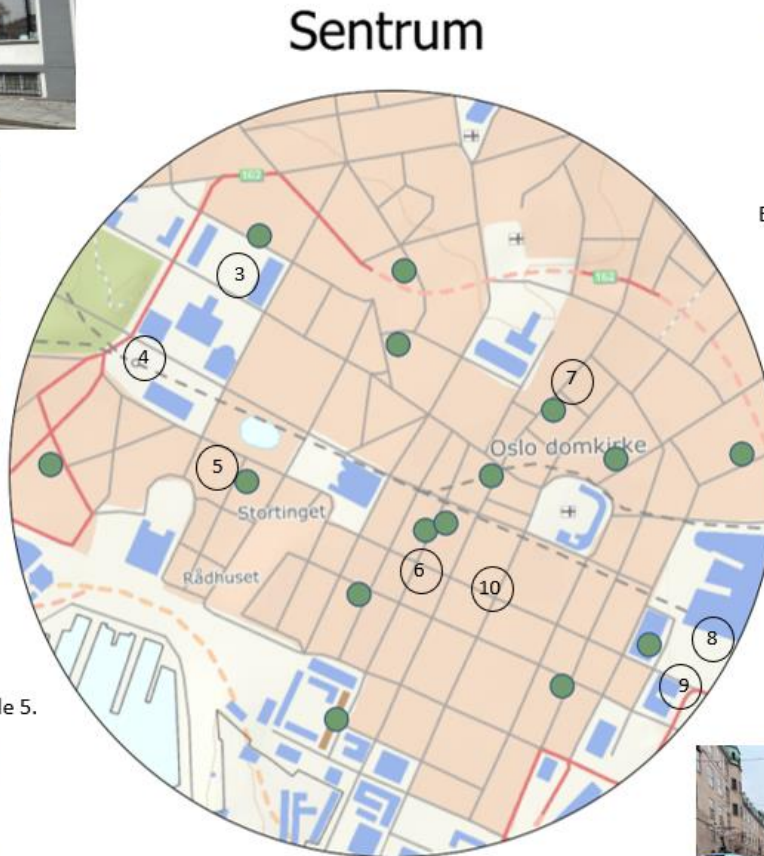 Sentrum
162
E
3
162
4
7
Oslo domkirke
5
Stortinget
6
Rådhuset
10
8
9
le 5.